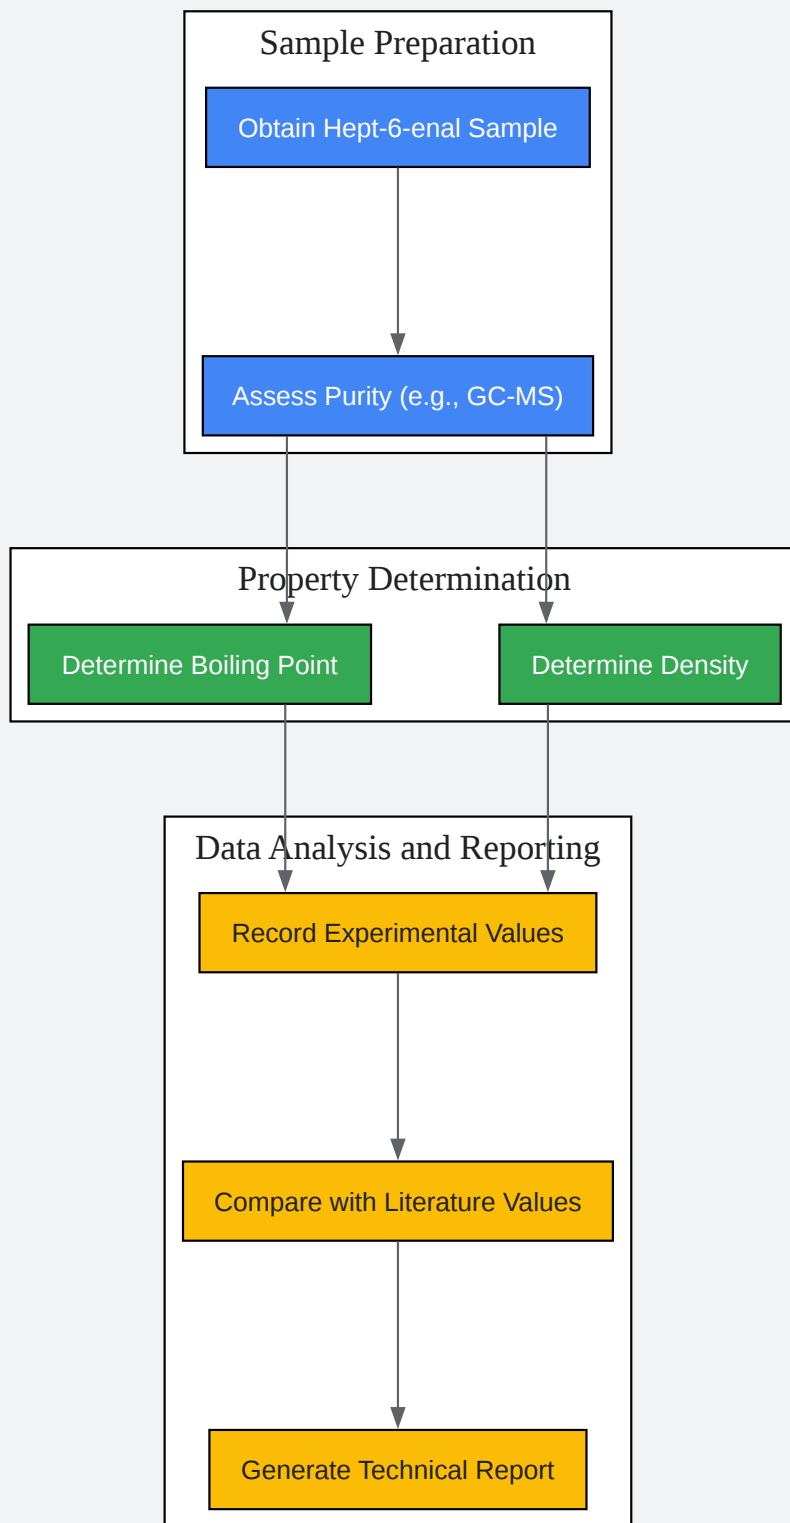 Sample Preparation
Obtain Hept-6-enal Sample
Assess Purity (e.g., GC-MS)
Property Determination
Determine Boiling Point
Determine Density
Data Analysis and Reporting
Record Experimental Values
Compare with Literature Values
Generate Technical Report